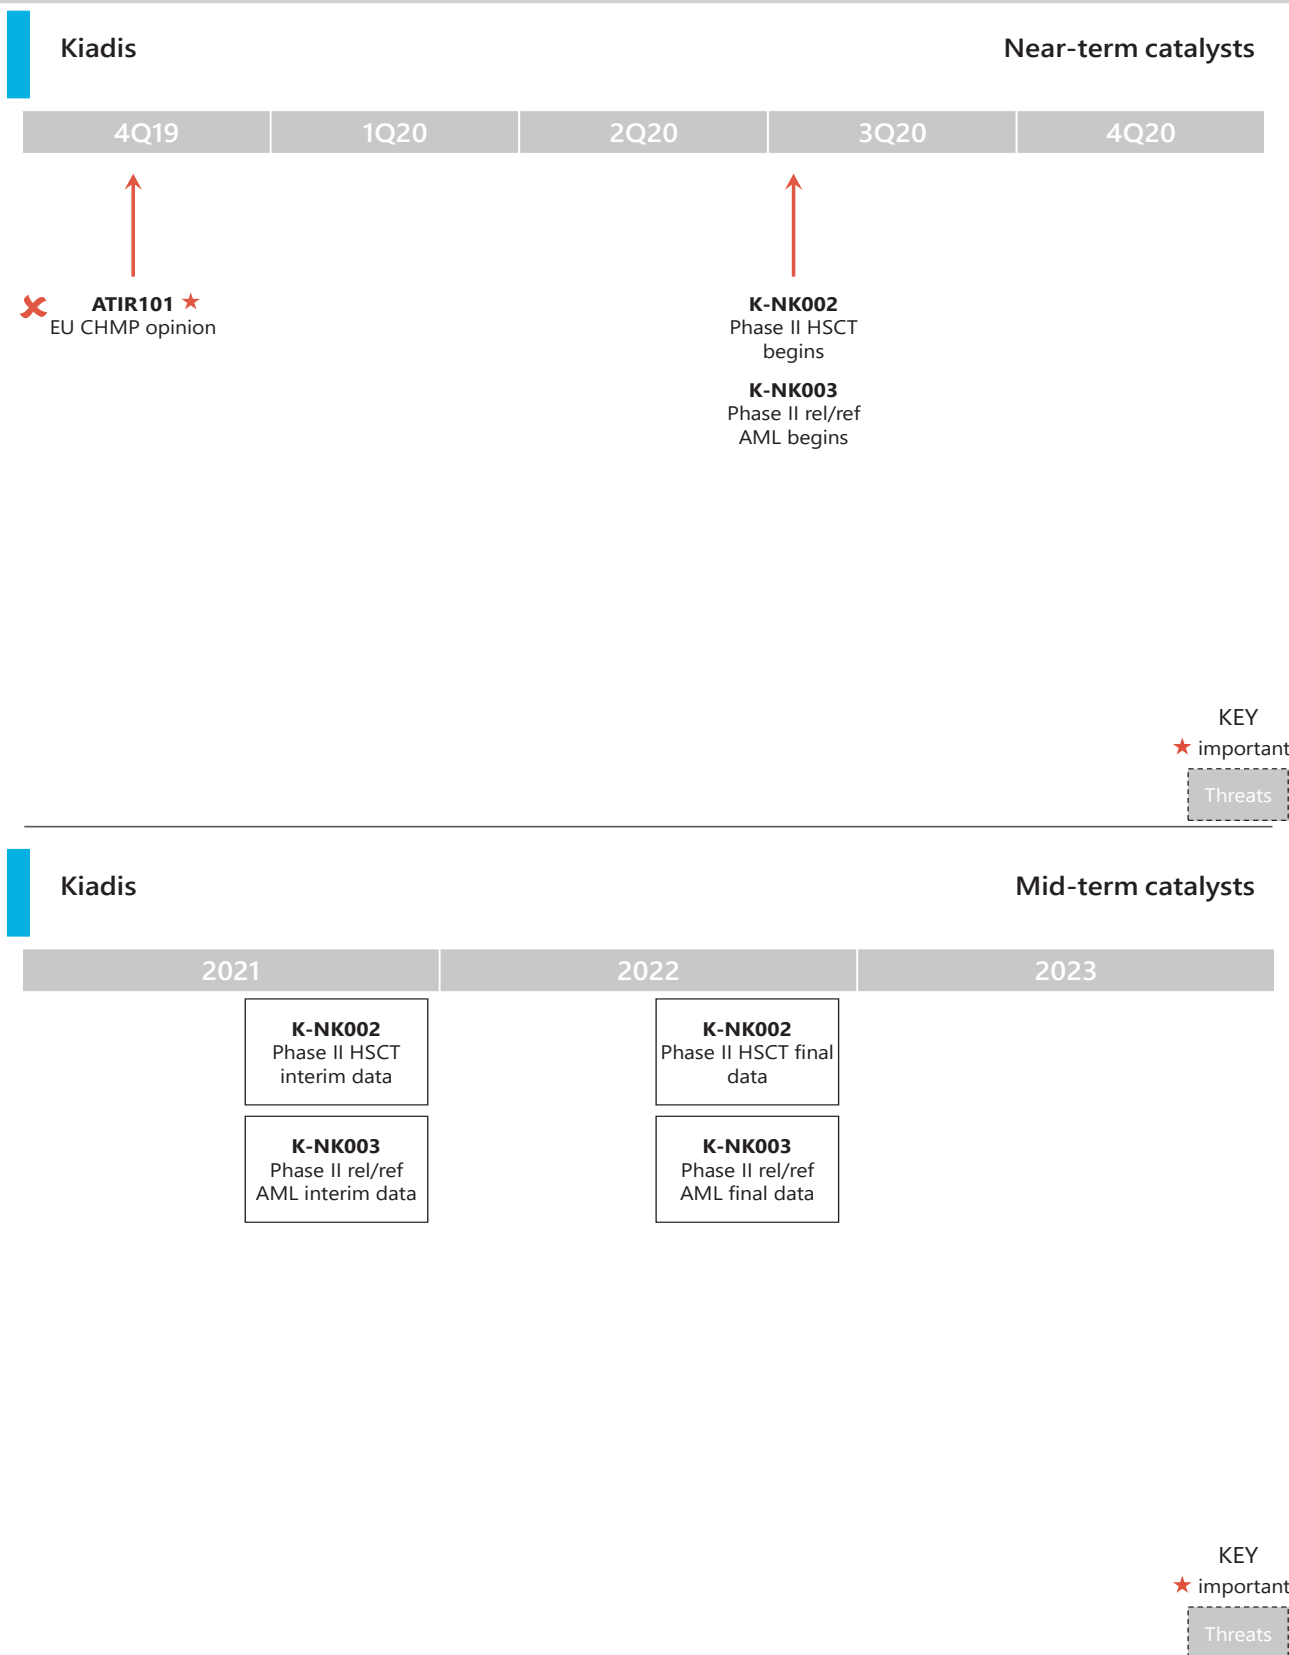 Kiadis
Near-term catalysts
4Q19
1Q20
2Q20
3Q20
4Q20
ATIR101
EU CHMP opinion
K-NK002
Phase II HSCT
begins
K-NK003
Phase II rel/ref
AML begins
KEY
important
Threats
Kiadis
Mid-term catalysts
2021
2022
2023
K-NK002
Phase II HSCT
interim data
K-NK002
Phase II HSCT final
data
K-NK003
Phase II rel/ref
AML interim data
K-NK003
Phase II rel/ref
AML final data
KEY
important
Threats